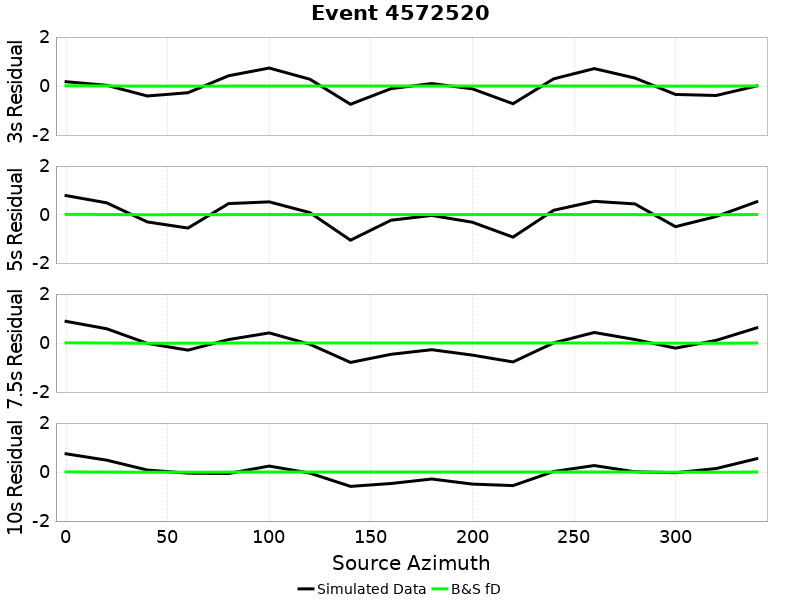 Event 4572520
2
0
-2
3s Residual
2
0
-2
5s Residual
2
0
-2
7.5s Residual
2
0
-2
10s Residual
0 50 100 150 200 250 300
Source Azimuth
Simulated Data B&S fD